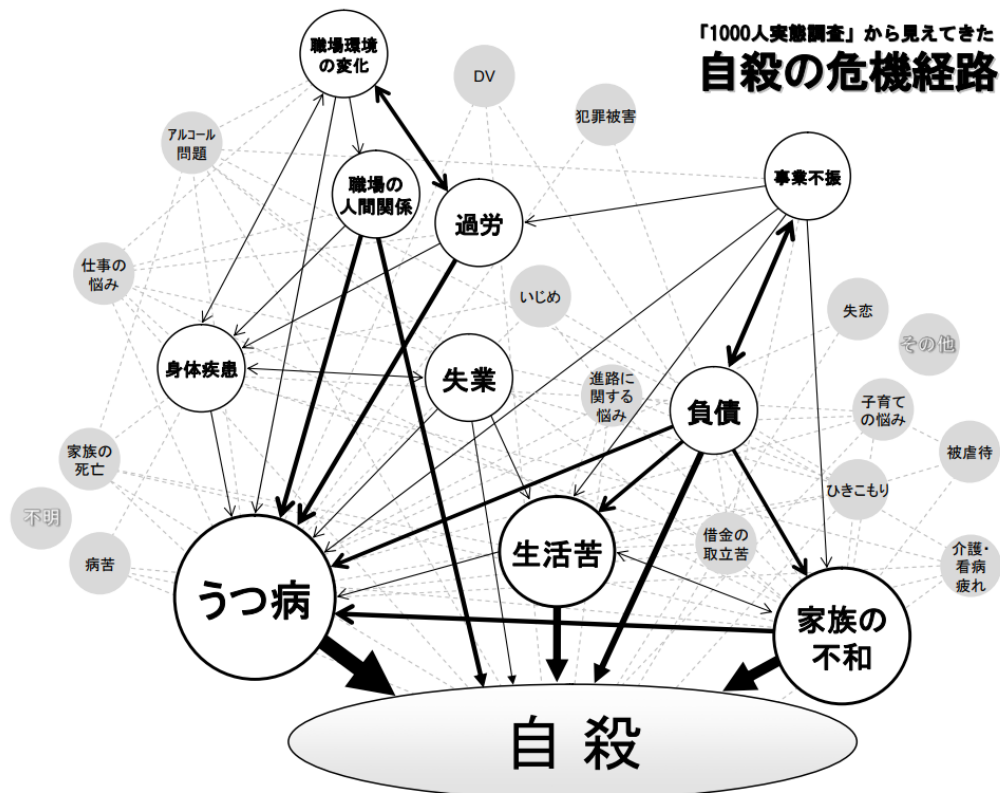 「1000人実態調査」から見えてきた
自殺の危機経路
職場環境
の変化
DV
犯罪被害
アルコール
問題
職場の
人間関係
過労
事業不振
仕事の
悩み
いじめ
失恋
その他
身体疾患
失業
進路に
関する
悩み
負債
子育て
の悩み
家族の
死亡
被虐待
ひきこもり
不明
病苦
うつ病
生活苦
借金の
取立苦
介護・
看病
疲れ
家族の
不和
自殺